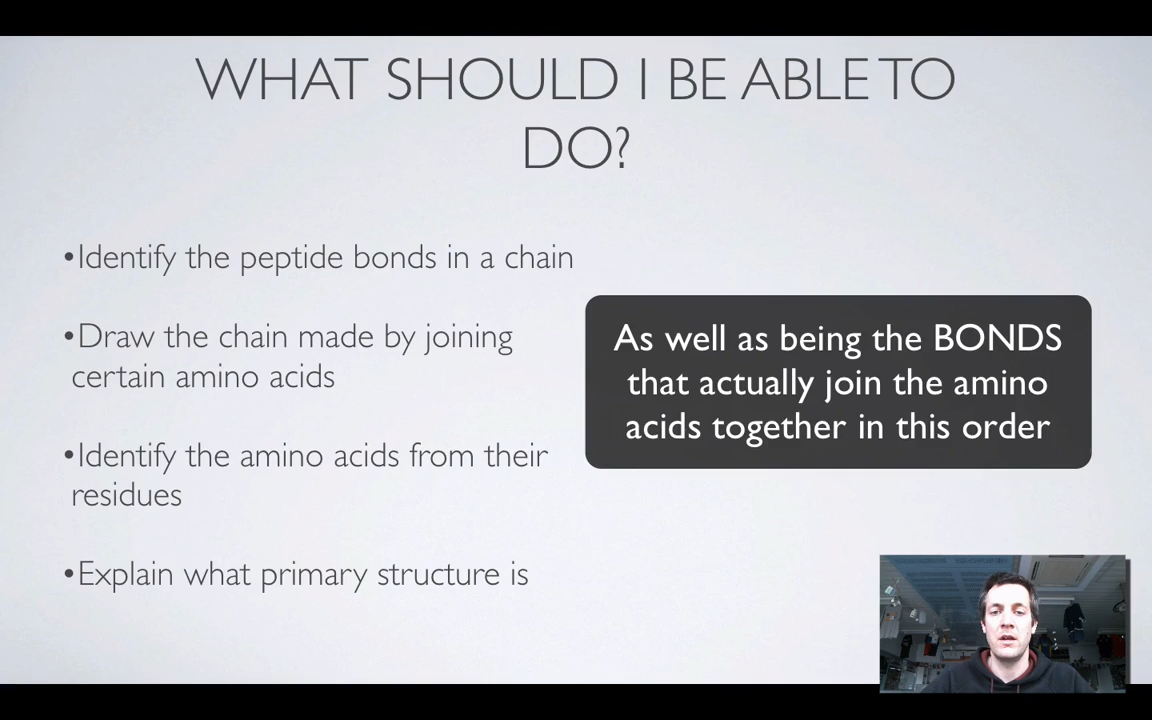 WHAT SHOULD I BE ABLE TO
DO?
•Identify the peptide bonds in a chain
•Draw the chain made by joining
certain amino acids
•Identify the amino acids from their
residues
•Explain what primary structure is
As well as being the BONDS
that actually join the amino
acids together in this order